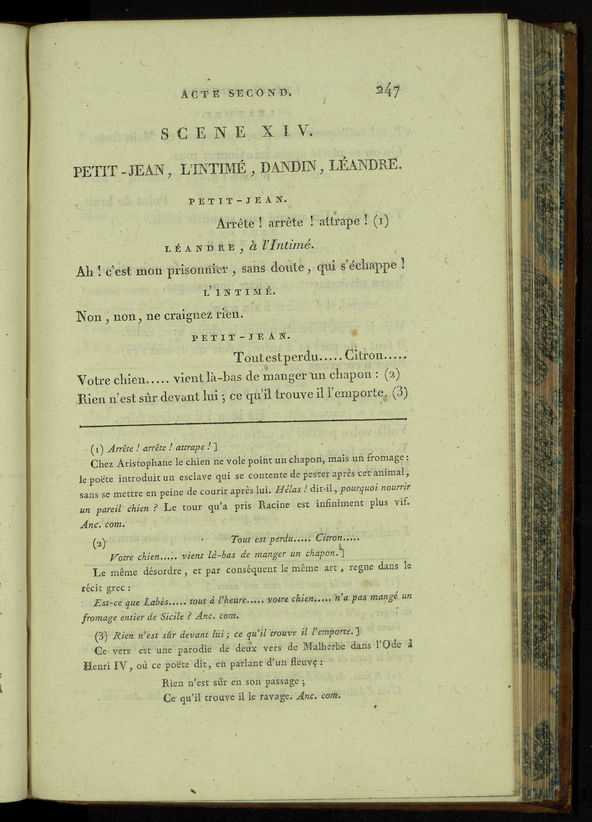 ACTE SECOND. 247
SCENE XIV.
PETIT-JEAN, L'INTIMÉ, DANDIN, LÉANDRE.
PETIT-JEAN.
Arrête ! arrête ! attrape ! (1)
LÉANDRE, à l'Intimé.
Ah ! c'est mon prisonnier, sans doute, qui s'échappe !
L'INTIMÉ.
Non, non, ne craignez rien.
PETIT-JEAN.
Tout est perdu..... Citron.....
Votre chien..... vient là-bas de manger un chapon : (2)
Rien n'est sûr devant lui ; ce qu'il trouve il l'emporte. (3)
(1) Arrête ! arrête ! attrape ! ]
Chez Aristophane le chien ne vole point un chapon, mais un fromage :
le poëte introduit un esclave qui se contente de pester après cet animal,
sans se mettre en peine de courir après lui. Hélas ! dit-il, pourquoi nourrir
un pareil chien ? Le tour qu'a pris Racine est infiniment plus vif.
Anc. com.
(2) Tout est perdu..... Citron.....
Votre chien..... vient là-bas de manger un chapon. ]
Le même désordre, et par conséquent le même art, regne dans le
récit grec :
Est-ce que Labès..... tout à l'heure..... votre chien..... n'a pas mangé un
fromage entier de Sicile ? Anc. com.
(3) Rien n'est sûr devant lui ; ce qu'il trouve il l'emporte. ]
Ce vers est une parodie de deux vers de Malherbe dans l'Ode à
Henri IV, où ce poëte dit, en parlant d'un fleuve :
Rien n'est sûr en son passage ;
Ce qu'il trouve il le ravage. Anc. com.